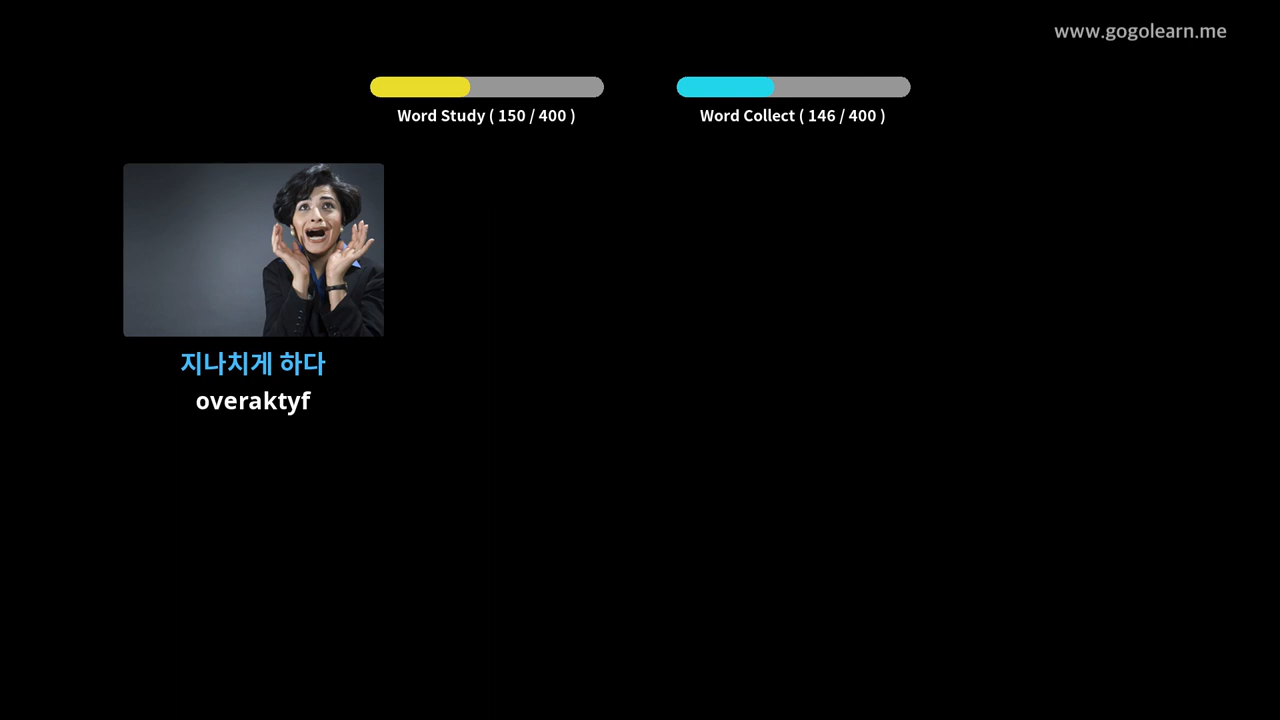 www.gogolearn.me
Word Study ( 150 / 400 )
Word Collect ( 146 / 400 )
지나치게 하다
overaktyf